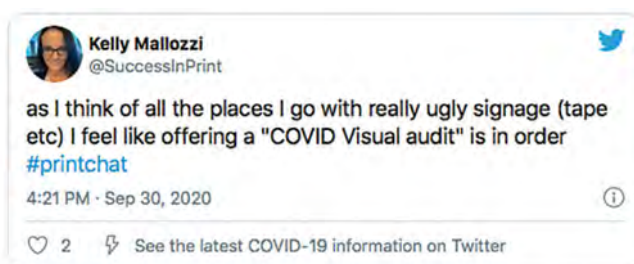 Kelly Mallozzi
@SuccessInPrint
as I think of all the places I go with really ugly signage (tape
etc) I feel like offering a "COVID Visual audit" is in order
#printchat
4:21 PM · Sep 30, 2020
2 See the latest COVID-19 information on Twitter